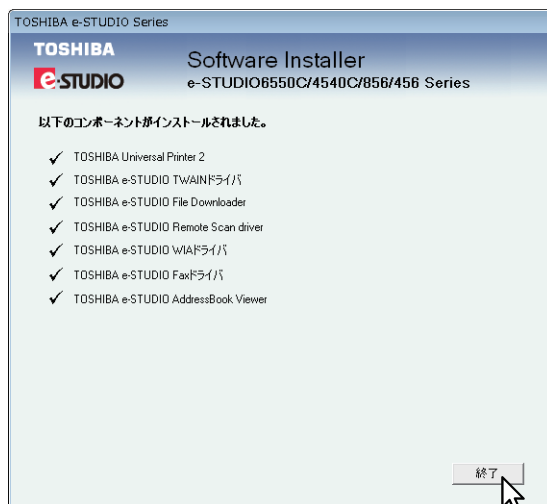 TOSHIBA e-STUDIO Series
TOSHIBA
e-STUDIO
Software Installer
e-STUDIO6550C/4540C/856/456 Series
以下のコンポーネントがインストールされました。
TOSHIBA Universal Printer 2
TOSHIBA e-STUDIO TWAINドライバ
TOSHIBA e-STUDIO File Downloader
TOSHIBA e-STUDIO Remote Scan driver
TOSHIBA e-STUDIO WIAドライバ
TOSHIBA e-STUDIO Faxドライバ
TOSHIBA e-STUDIO AddressBook Viewer
終了